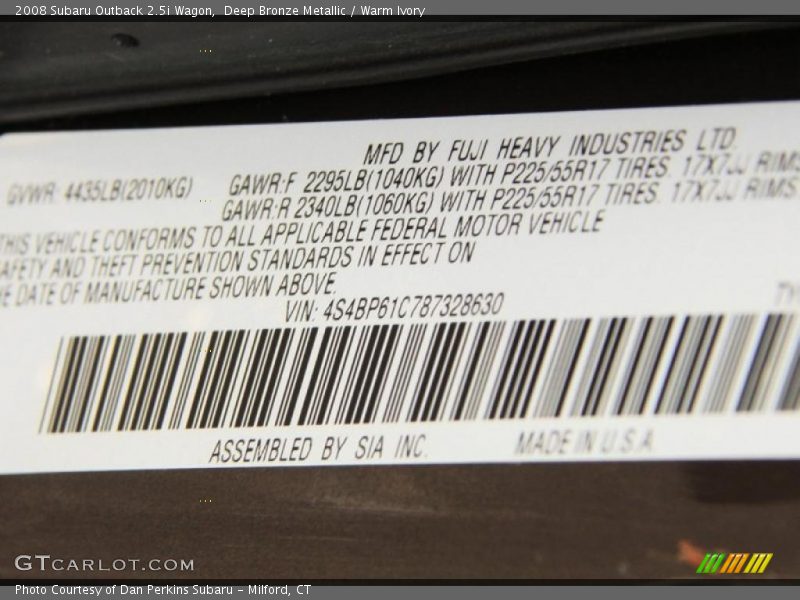 2008 Subaru Outback 2.5i Wagon, Deep Bronze Metallic / Warm Ivory
MFD BY FUJI HEAVY INDUSTRIES LTD.
GVWR: 4435LB(2010KG) GAWR:F 2295LB(1040KG) WITH P225/55R17 TIRES. 17X7JJ RIMS
GAWR:R 2340LB(1060KG) WITH P225/55R17 TIRES. 17X7JJ RIMS
THIS VEHICLE CONFORMS TO ALL APPLICABLE FEDERAL MOTOR VEHICLE
AFETY AND THEFT PREVENTION STANDARDS IN EFFECT ON
E DATE OF MANUFACTURE SHOWN ABOVE.
VIN: 4S4BP61C787328630
ASSEMBLED BY SIA INC. MADE IN U.S.A
GTCARLOT.COM
Photo Courtesy of Dan Perkins Subaru - Milford, CT